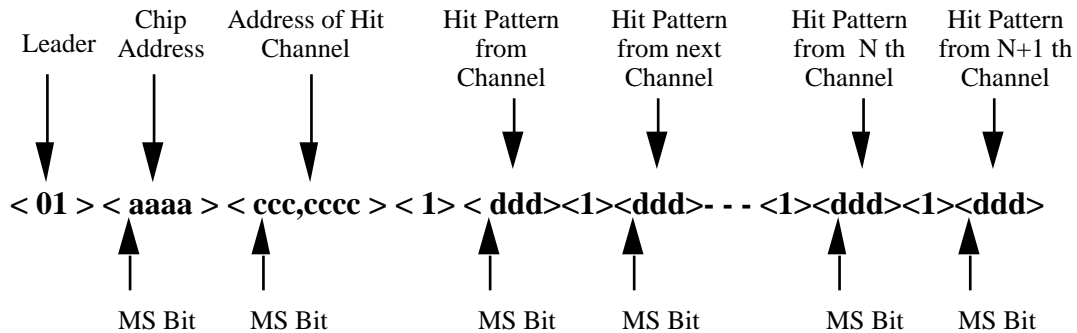 Leader
Chip
Address
Address of Hit
Channel
Hit Pattern
from
Channel
Hit Pattern
from next
Channel
Hit Pattern
from N th
Channel
Hit Pattern
from N+1 th
Channel
< 01 > < aaaa > < ccc,cccc > < 1> < ddd><1><ddd>- - - <1><ddd><1><ddd>
MS Bit
MS Bit
MS Bit
MS Bit
MS Bit
MS Bit